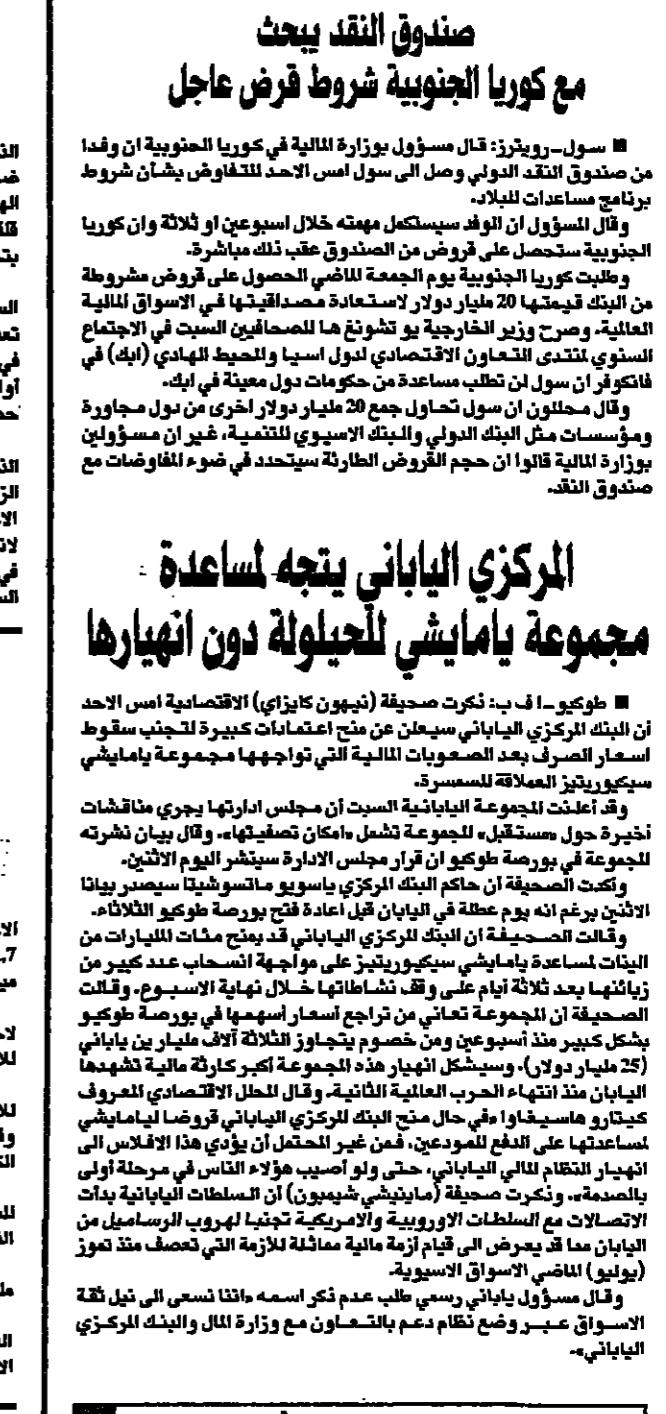 صندوق النقد يبحث
مع كوريا الجنوبية شروط قرض عاجل
■ سول ـ رويترز: قال مسؤول بوزارة المالية في كوريا الجنوبية ان وفدا
من صندوق النقد الدولي وصل الى سول امس الاحد للتفاوض بشأن شروط
برنامج مساعدات للبلاد.
وقال المسؤول ان الوفد سيستكمل مهمته خلال اسبوعين او ثلاثة وان كوريا
الجنوبية ستحصل على قروض من الصندوق عقب ذلك مباشرة.
وطلبت كوريا الجنوبية يوم الجمعة الماضي الحصول على قروض مشروطة
من البنك قيمتها 20 مليار دولار لاستعادة مصداقيتها في الاسواق المالية
العالمية. وصرح وزير الخارجية يو تشونغ ها للصحافيين السبت في الاجتماع
السنوي لمنتدى التعاون الاقتصادي لدول اسيا والمحيط الهادي (ابك) في
فانكوفر ان سول لن تطلب مساعدة من حكومات دول معينة في ابك.
وقال محللون ان سول تحاول جمع 20 مليار دولار اخرى من دول مجاورة
ومؤسسات مثل البنك الدولي والبنك الاسيوي للتنمية، غير ان مسؤولين
بوزارة المالية قالوا ان حجم القروض الطارئة سيتحدد في ضوء المفاوضات مع
صندوق النقد.
المركزي الياباني يتجه لمساعدة
مجموعة يامايشي للحيلولة دون انهيارها
■ طوكيو ـ ا ف ب: ذكرت صحيفة (نيهون كايزاي) الاقتصادية امس الاحد
أن البنك المركزي الياباني سيعلن عن منح اعتمادات كبيرة لتجنب سقوط
اسعار الصرف بعد الصعوبات المالية التي تواجهها مجموعة يامايشي
سيكيوريتيز العملاقة للسمسرة.
وقد أعلنت المجموعة اليابانية السبت أن مجلس ادارتها يجري مناقشات
أخيرة حول «مستقبل» المجموعة تشمل «امكان تصفيتها». وقال بيان نشرته
المجموعة في بورصة طوكيو ان قرار مجلس الادارة سينشر اليوم الاثنين.
وأكدت الصحيفة أن حاكم البنك المركزي ياسويو ماتسوشيتا سيصدر بيانا
الاثنين برغم انه يوم عطلة في اليابان قبل اعادة فتح بورصة طوكيو الثلاثاء.
وقالت الصحيفة أن البنك المركزي الياباني قد يمنح مئات المليارات من
الينات لمساعدة يامايشي سيكيوريتيز على مواجهة انسحاب عدد كبير من
زبائنها بعد ثلاثة أيام على وقف نشاطاتها خلال نهاية الاسبوع. وقالت
الصحيفة ان المجموعة تعاني من تراجع أسعار أسهمها في بورصة طوكيو
بشكل كبير منذ أسبوعين ومن خصوم يتجاوز الثلاثة آلاف مليار ين ياباني
(25 مليار دولار). وسيشكل انهيار هذه المجموعة أكبر كارثة مالية تشهدها
اليابان منذ انتهاء الحرب العالمية الثانية. وقال المحلل الاقتصادي المعروف
كينتارو هاسيغاوا «في حال منح البنك المركزي الياباني قروضا ليامايشي
لمساعدتها على الدفع للمودعين، فمن غير المحتمل أن يؤدي هذا الافلاس الى
انهيار النظام المالي الياباني، حتى ولو أصيب هؤلاء الناس في مرحلة أولى
بالصدمة». وذكرت صحيفة (ماينيشي شيمبون) أن السلطات اليابانية بدأت
الاتصالات مع السلطات الاوروبية والامريكية تجنبا لهروب الرساميل من
اليابان مما قد يعرض الى قيام أزمة مالية مماثلة للأزمة التي تعصف منذ تموز
(يوليو) الماضي الاسواق الاسيوية.
وقال مسؤول ياباني رسمي طلب عدم ذكر اسمه «اننا نسعى الى نيل ثقة
الاسواق عبر وضع نظام دعم بالتعاون مع وزارة المال والبنك المركزي
الياباني».